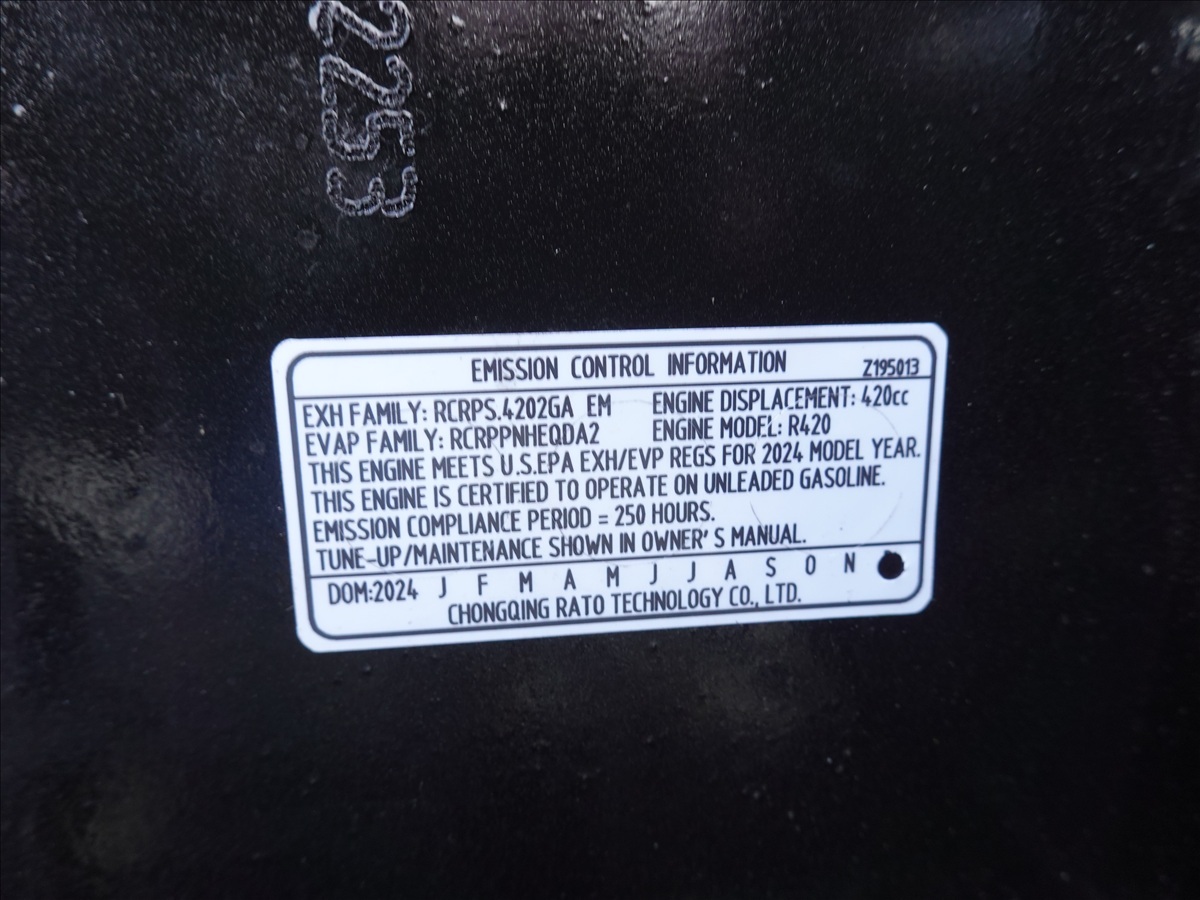 2253
EMISSION CONTROL INFORMATION Z195013
EXH FAMILY: RCRPS.4202GA EM ENGINE DISPLACEMENT: 420cc
EVAP FAMILY: RCRPPNHEQDA2 ENGINE MODEL: R420
THIS ENGINE MEETS U.S.EPA EXH/EVP REGS FOR 2024 MODEL YEAR.
THIS ENGINE IS CERTIFIED TO OPERATE ON UNLEADED GASOLINE.
EMISSION COMPLIANCE PERIOD = 250 HOURS.
TUNE-UP/MAINTENANCE SHOWN IN OWNER' S MANUAL.
DOM:2024 J F M A M J J A S O N
CHONGQING RATO TECHNOLOGY CO., LTD.